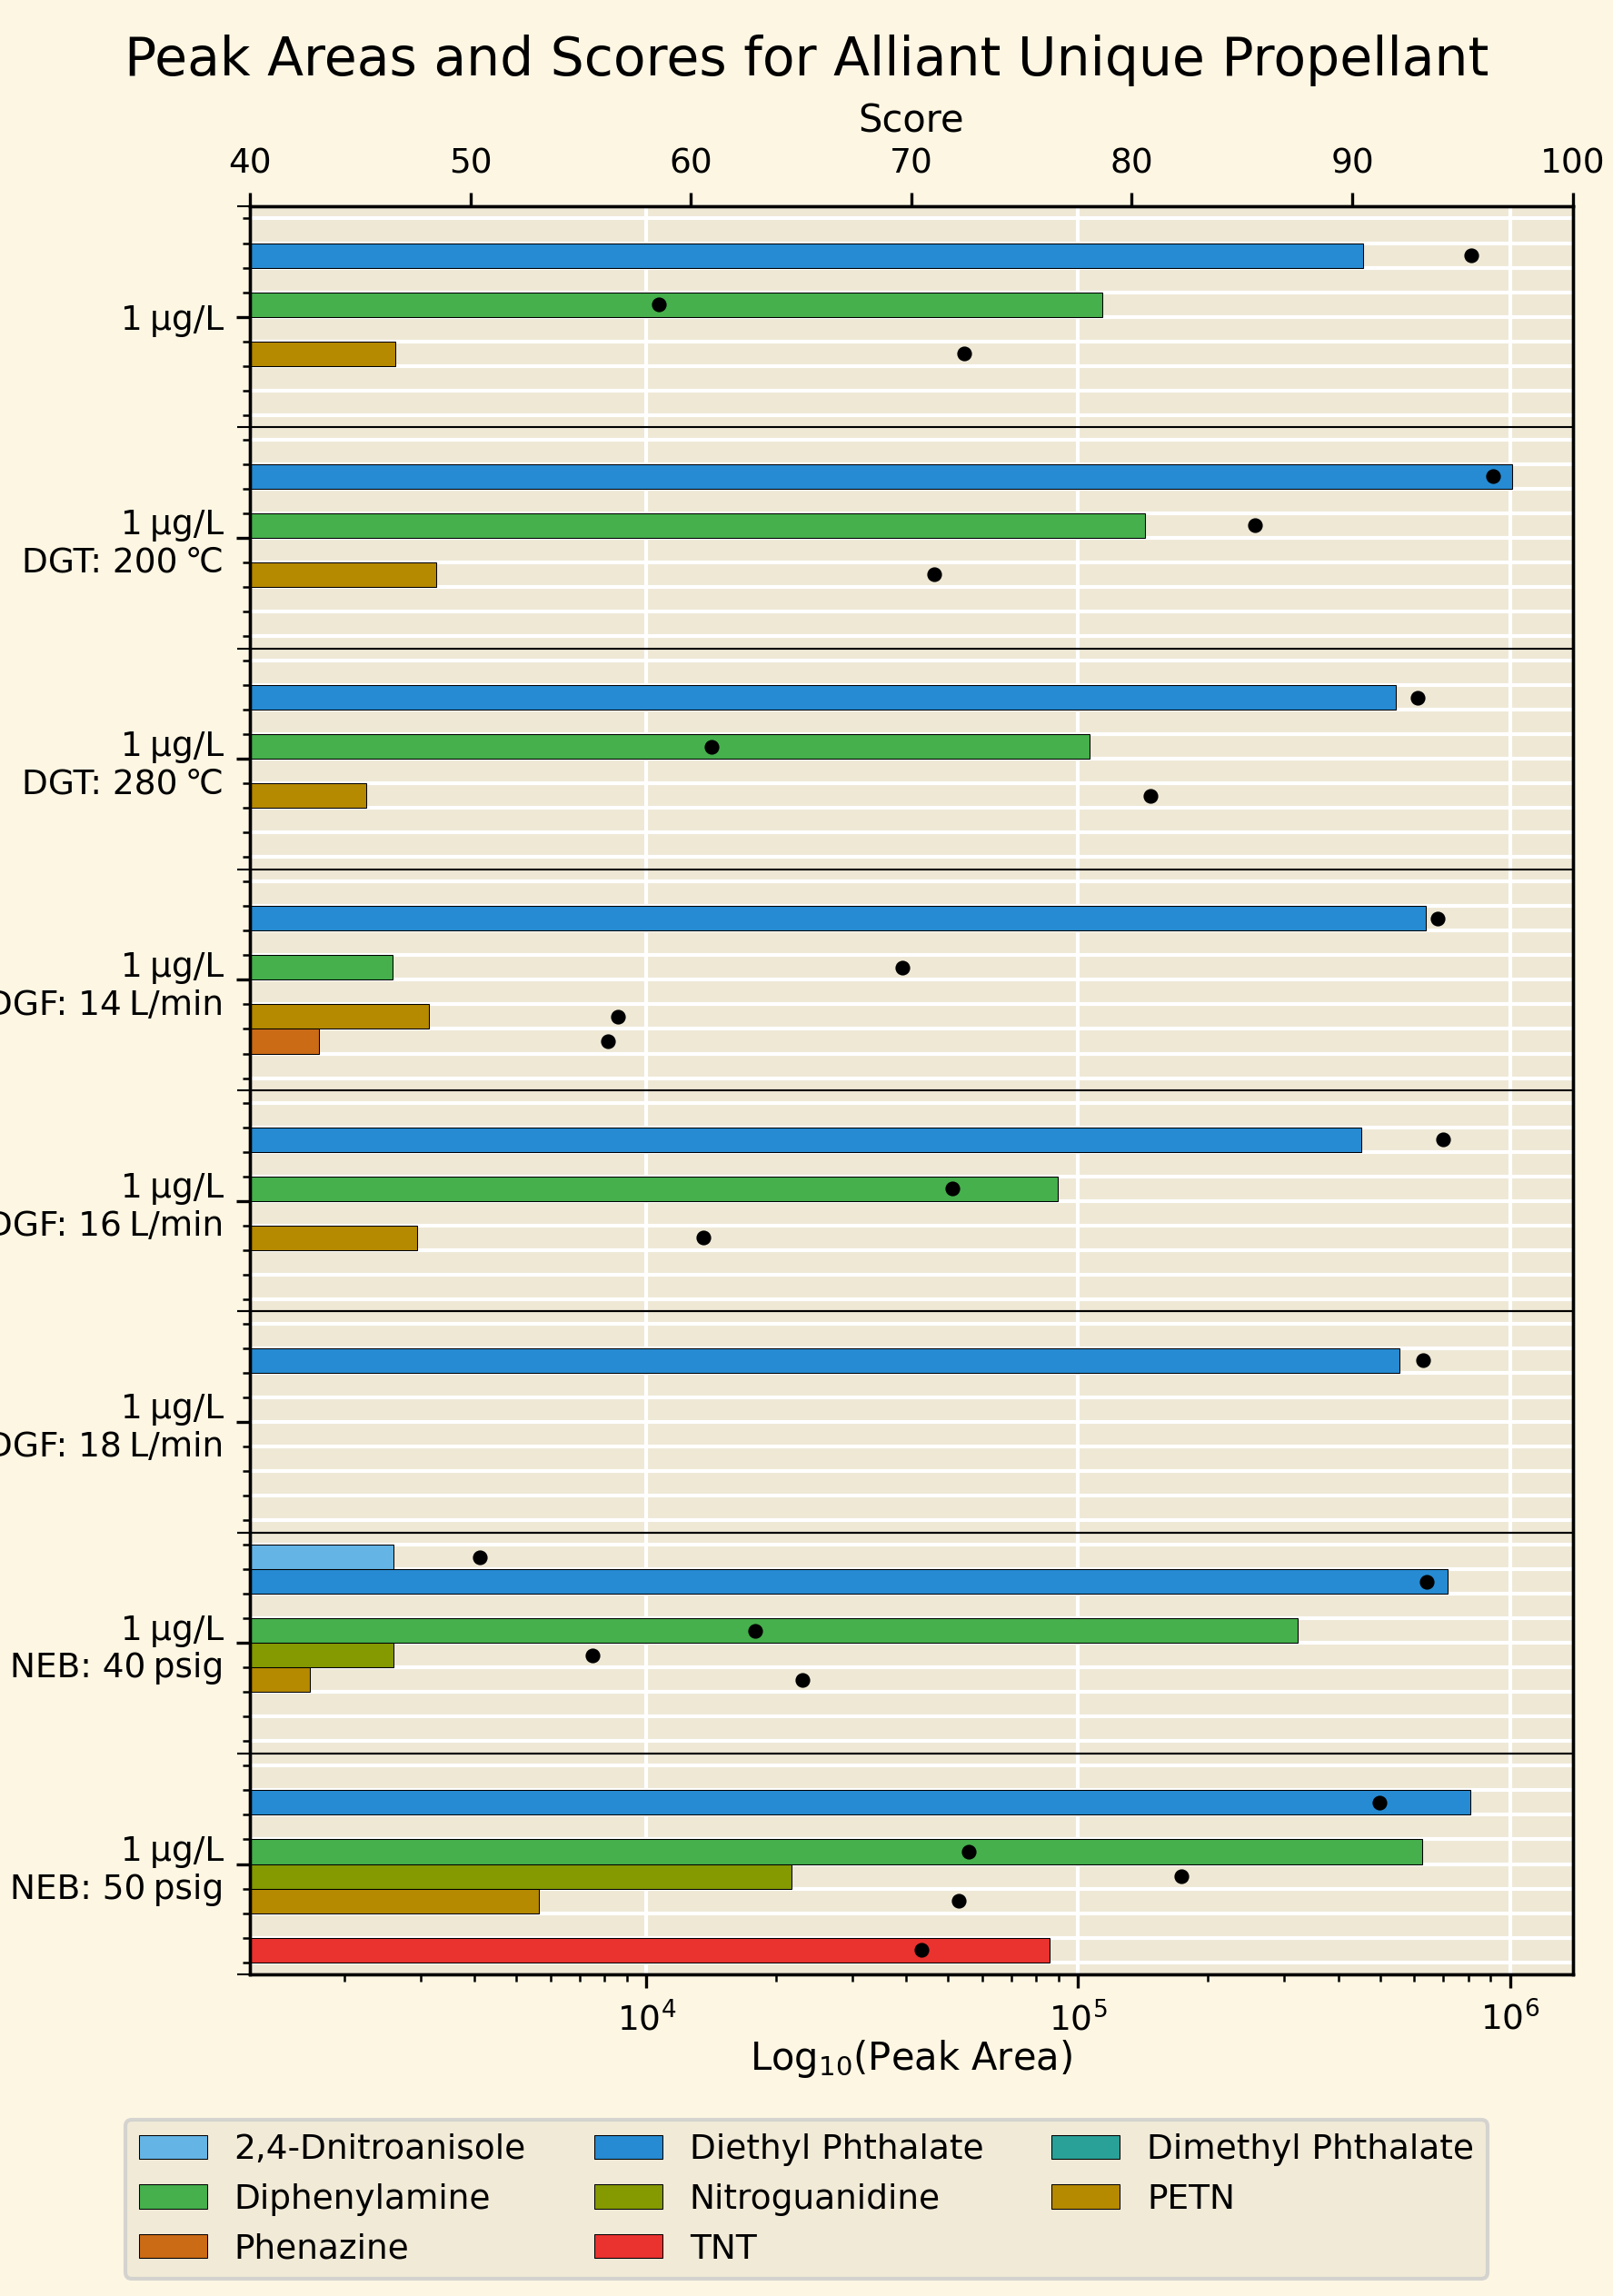 Peak Areas and Scores for Alliant Unique Propellant
Score
40 50 60 70 80 90 100
1 µg/L
1 µg/L
DGT: 200 °C
1 µg/L
DGT: 280 °C
1 µg/L
DGF: 14 L/min
1 µg/L
DGF: 16 L/min
1 µg/L
DGF: 18 L/min
1 µg/L
NEB: 40 psig
1 µg/L
NEB: 50 psig
10⁴ 10⁵ 10⁶
Log₁₀(Peak Area)
2,4-Dnitroanisole Diethyl Phthalate Dimethyl Phthalate
Diphenylamine Nitroguanidine PETN
Phenazine TNT